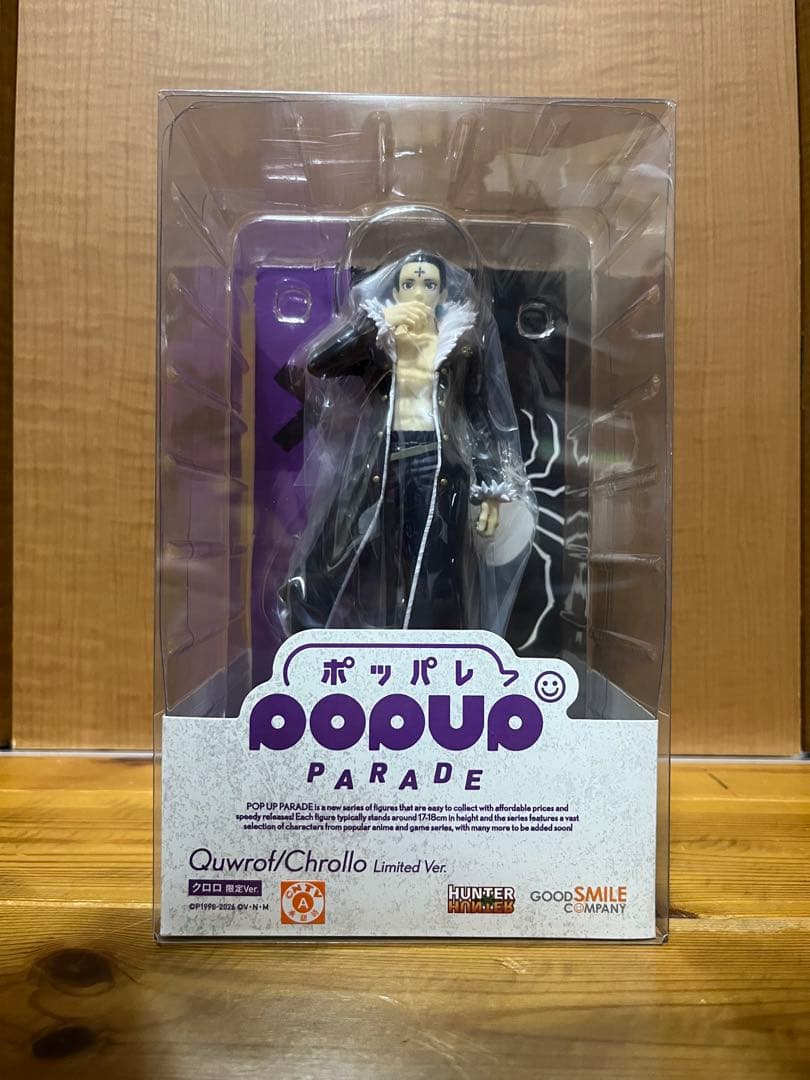 ポッパレ
POPUP
PARADE
POP UP PARADE is a new series of figures that are easy to collect with affordable prices and
speedy releases! Each figure typically stands around 17-18cm in height and the series features a vast
selection of characters from popular anime and game series, with many more to be added soon!
Quwrof/Chrollo Limited Ver.
クロロ 限定Ver.
©P1998-2026 ©V・N・M
A
HUNTER
HUNTER
GOOD SMILE
COMPANY